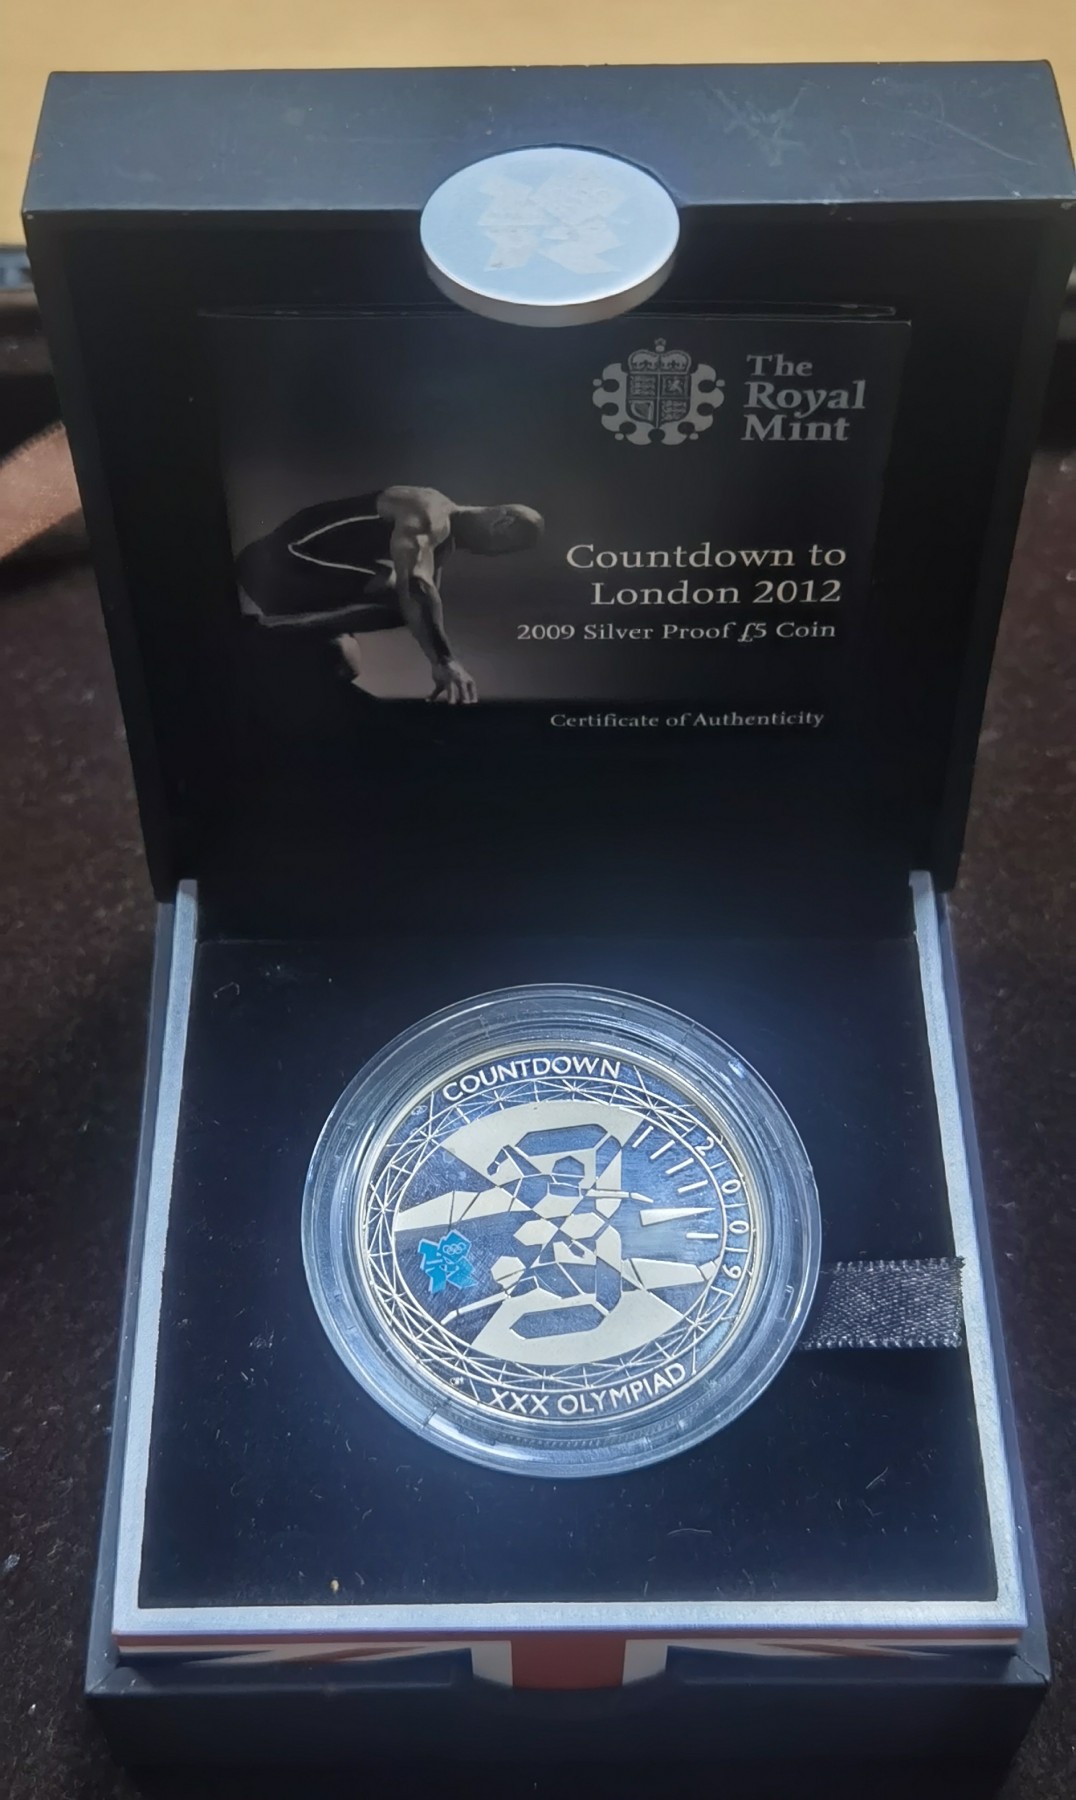 The
Royal
Mint
Countdown to
London 2012
2009 Silver Proof £5 Coin
Certificate of Authenticity
COUNTDOWN
2009
XXX OLYMPIAD